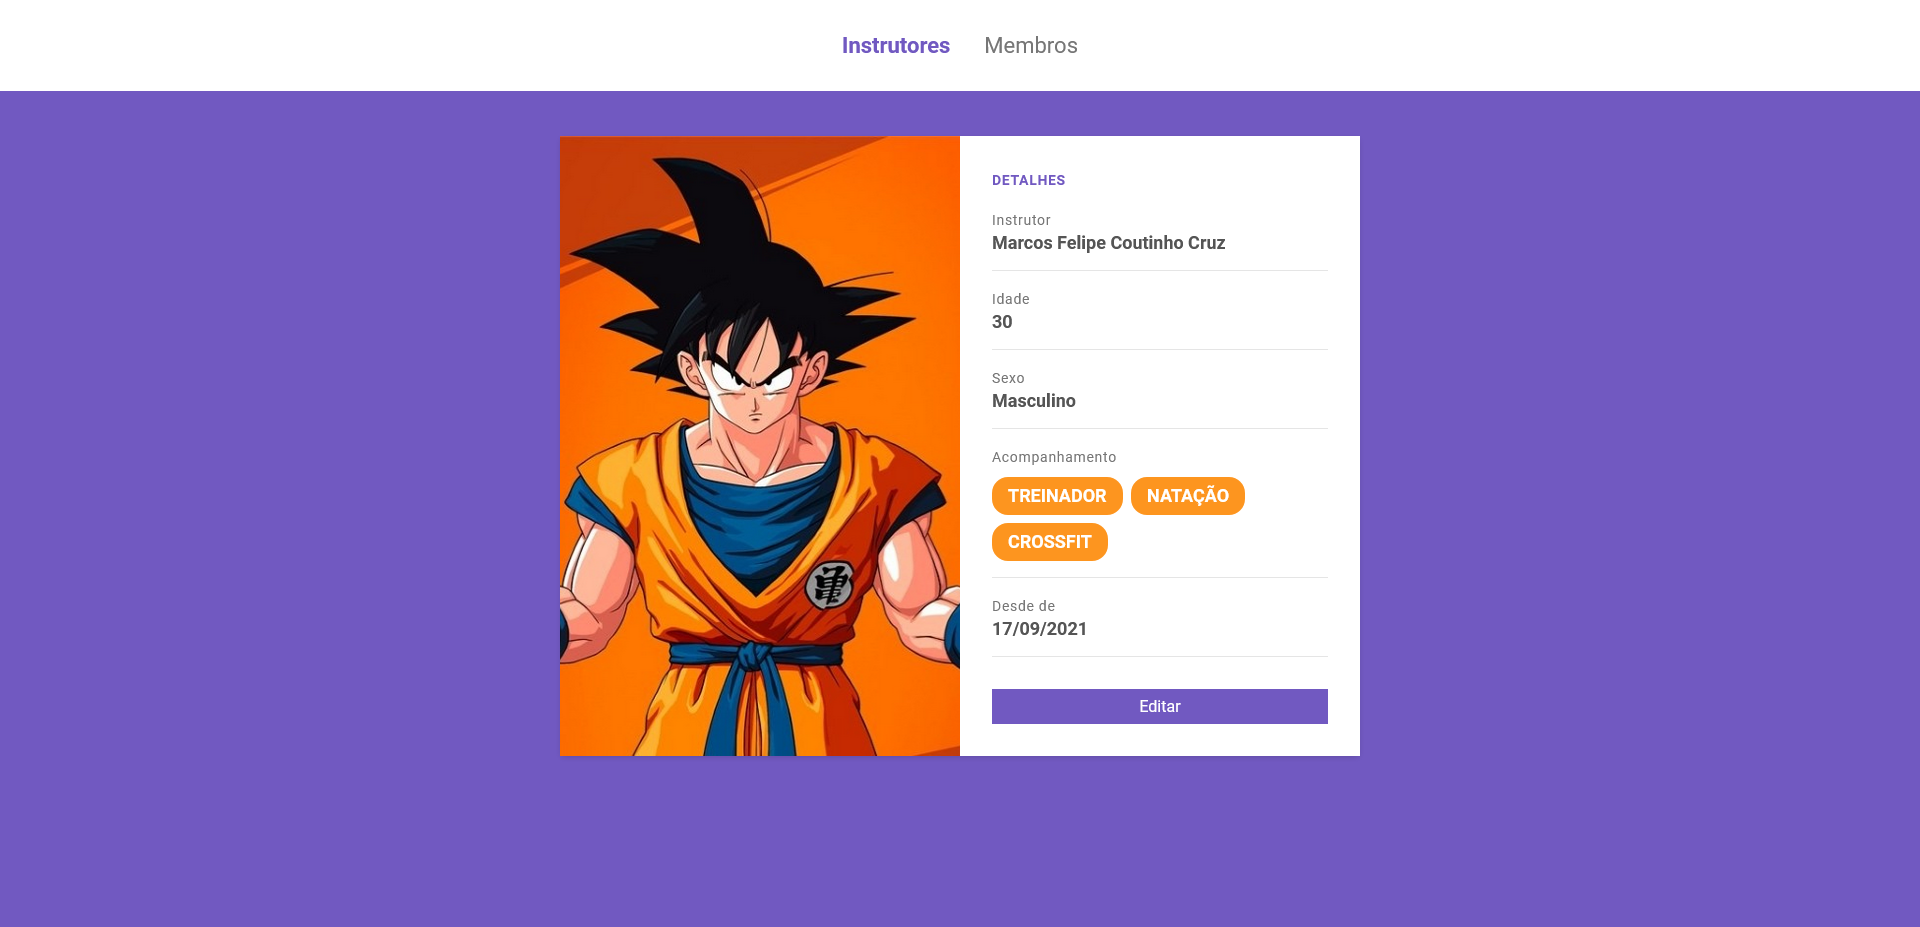 Instrutores Membros
DETALHES
Instrutor
Marcos Felipe Coutinho Cruz
Idade
30
Sexo
Masculino
Acompanhamento
TREINADOR NATAÇÃO
CROSSFIT
Desde de
17/09/2021
Editar
亀